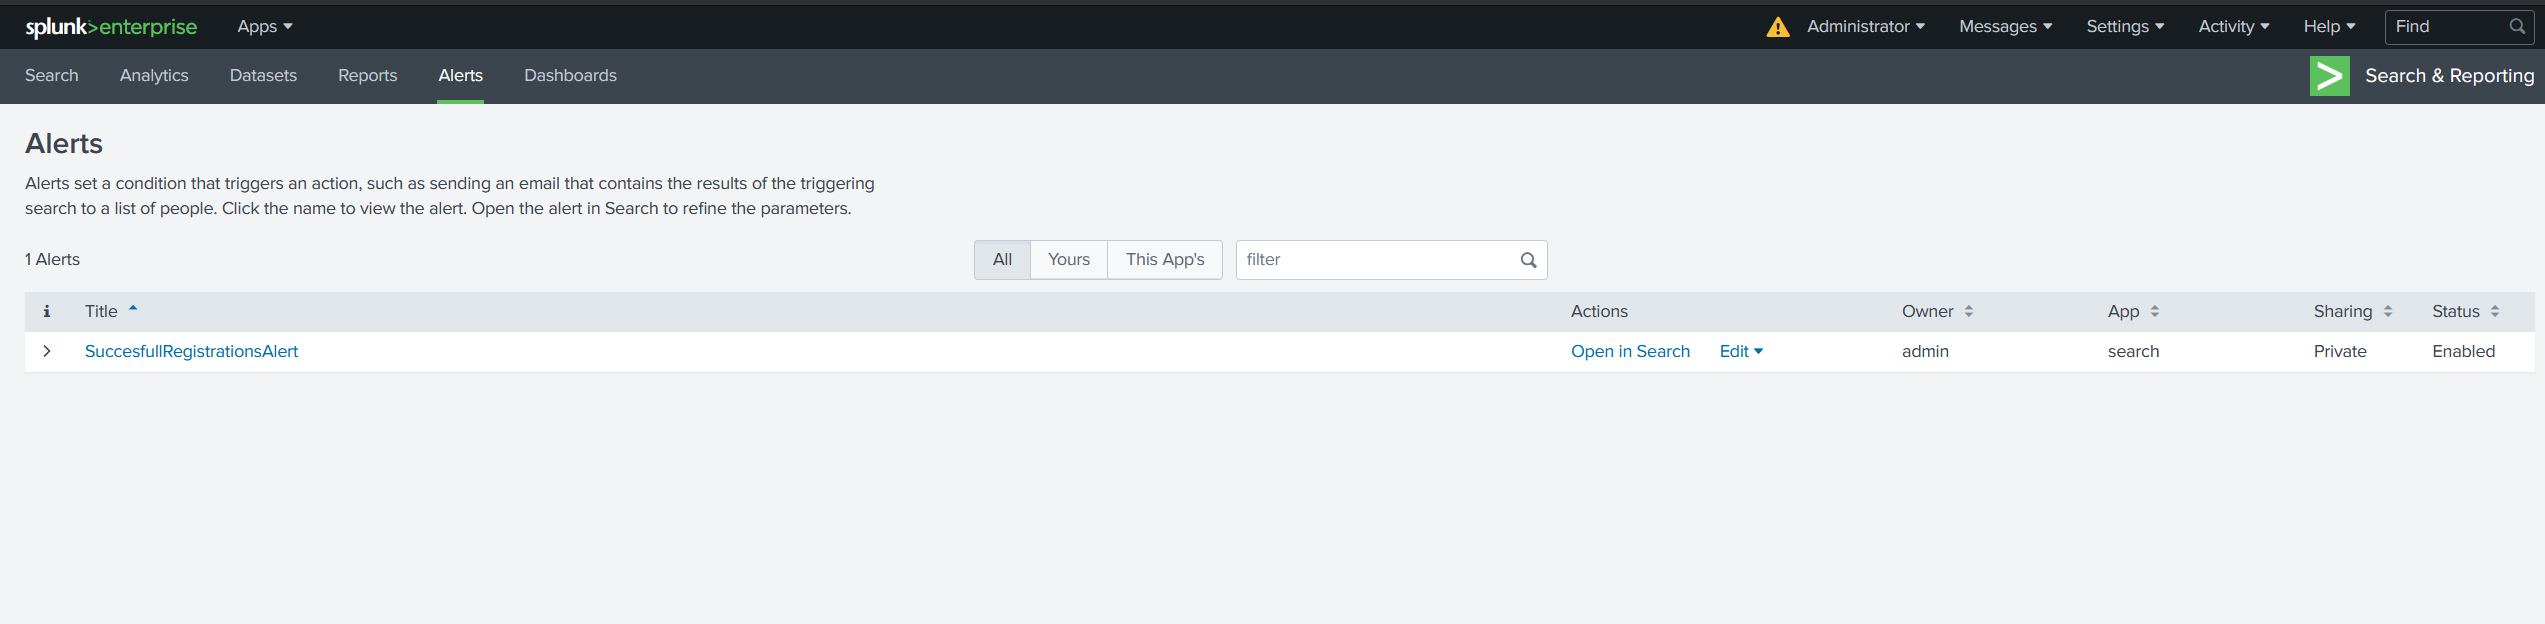 splunk>enterprise Apps Administrator Messages Settings Activity Help Find
Search Analytics Datasets Reports Alerts Dashboards Search & Reporting
Alerts
Alerts set a condition that triggers an action, such as sending an email that contains the results of the triggering
search to a list of people. Click the name to view the alert. Open the alert in Search to refine the parameters.
1 Alerts All Yours This App's filter
i Title Actions Owner App Sharing Status
SuccesfullRegistrationsAlert Open in Search Edit admin search Private Enabled